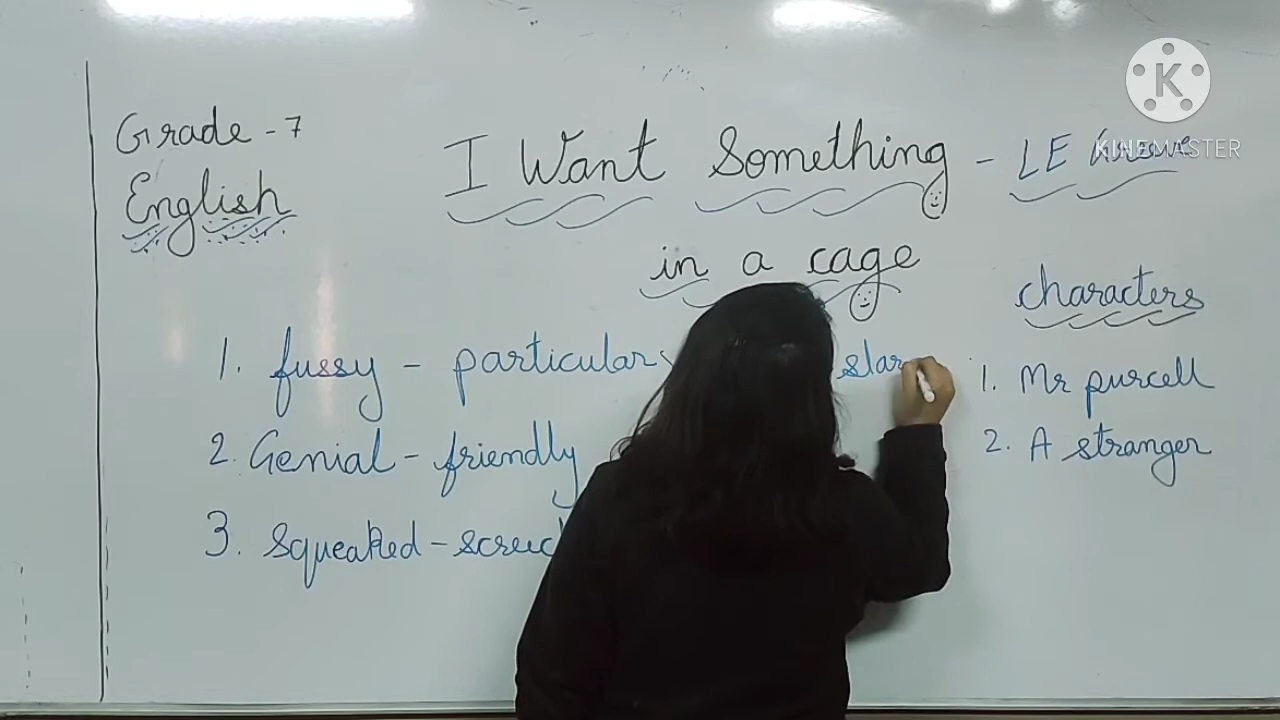 Grade - 7
English
I Want Something - LE
in a cage
characters
1. fussy - particular
2. Genial - friendly
3. squeaked -
1. Mr purcell
2. A stranger
K
KINEMASTER